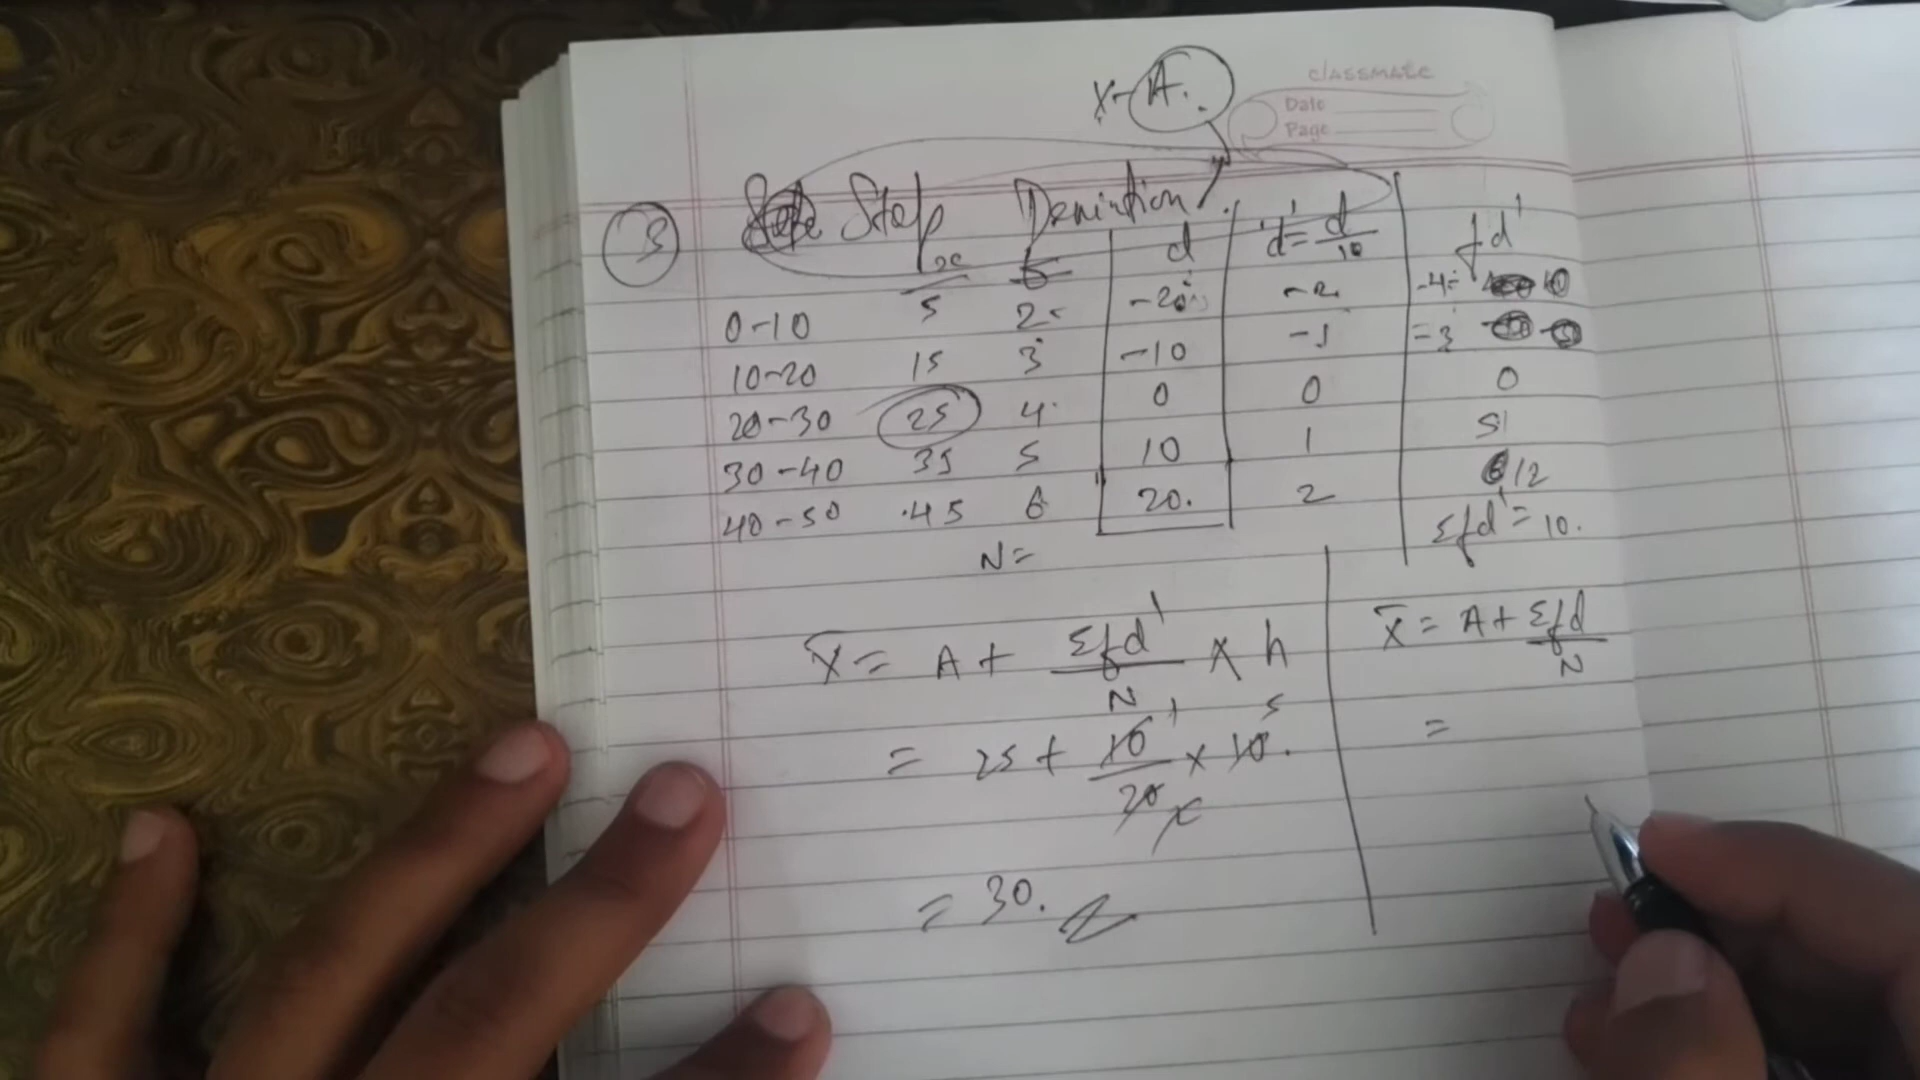 x-A.
CLASSMATE
Date
Page
3 Step Deviation
x f d d'= d/10 fd'
0-10 5 2 -20 -2 -4
10-20 15 3 -10 -1 -3
20-30 25 4 0 0 0
30-40 35 5 10 1 5
40-50 45 6 20. 2 12
N= Σfd'= 10.
X̄ = A + Σfd'/N × h
X̄ = A + Σfd/N
= 25 + 10/20 × 10.
=
= 30.